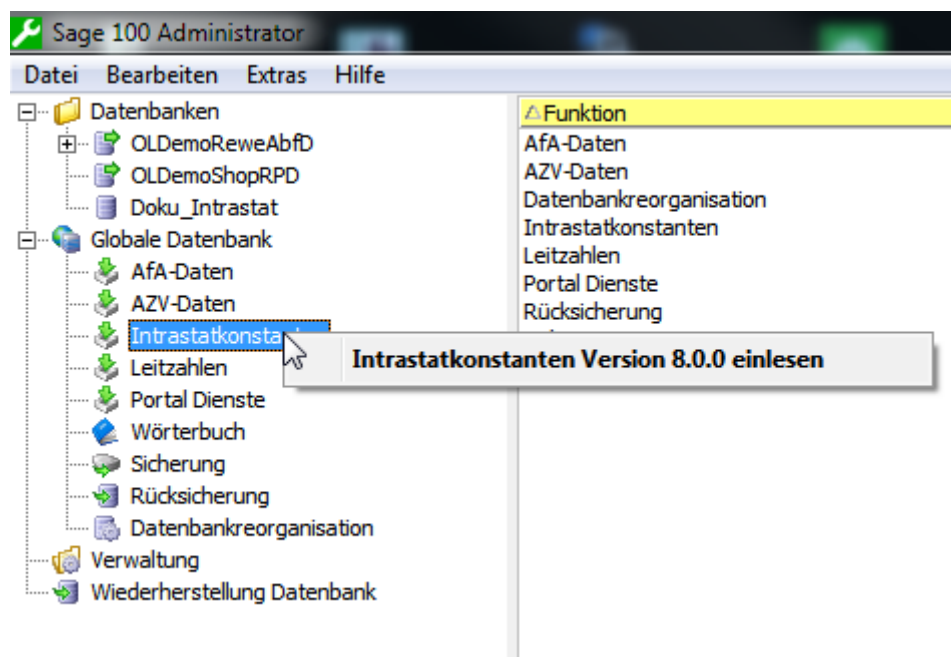 Sage 100 Administrator
Datei Bearbeiten Extras Hilfe
Datenbanken
OLDemoReweAbfD
OLDemoShopRPD
Doku_Intrastat
Globale Datenbank
AfA-Daten
AZV-Daten
Leitzahlen
Portal Dienste
Wörterbuch
Sicherung
Rücksicherung
Datenbankreorganisation
Verwaltung
Wiederherstellung Datenbank
Funktion
AfA-Daten
AZV-Daten
Datenbankreorganisation
Intrastatkonstanten
Leitzahlen
Portal Dienste
Rücksicherung
Intrastatkonstanten Version 8.0.0 einlesen